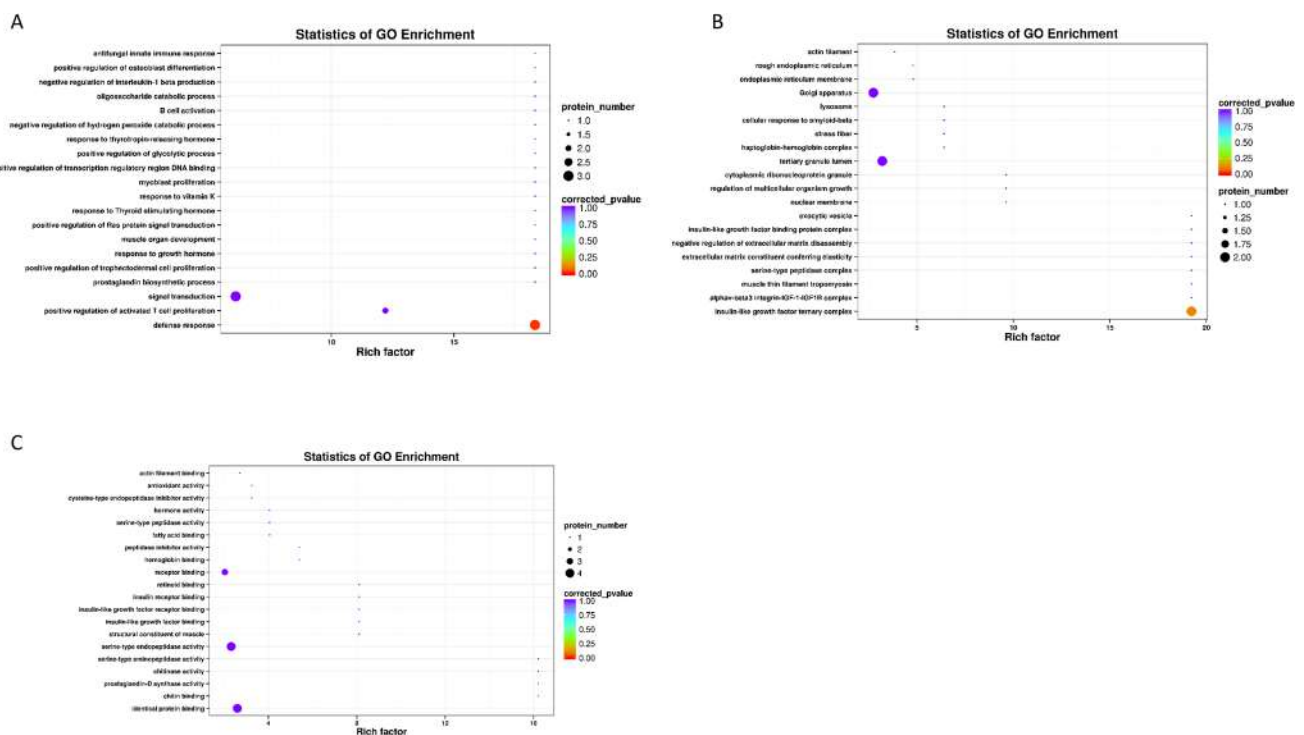 A
Statistics of GO Enrichment
antifungal innate immune response
positive regulation of osteoblast differentiation
negative regulation of interleukin-1 beta production
oligosaccharide catabolic process
B cell activation
negative regulation of hydrogen peroxide catabolic process
response to thyrotropin-releasing hormone
positive regulation of glycolytic process
sitive regulation of transcription regulatory region DNA binding
myoblast proliferation
response to vitamin K
response to Thyroid stimulating hormone
positive regulation of Ras protein signal transduction
muscle organ development
response to growth hormone
positive regulation of trophectodermal cell proliferation
prostaglandin biosynthetic process
signal transduction
positive regulation of activated T cell proliferation
defense response
10
15
Rich factor
protein_number
1.0
1.5
2.0
2.5
3.0
corrected_pvalue
1.00
0.75
0.50
0.25
0.00
B
Statistics of GO Enrichment
actin filament
rough endoplasmic reticulum
endoplasmic reticulum membrane
Golgi apparatus
lysosome
cellular response to amyloid-beta
stress fiber
haptoglobin-hemoglobin complex
tertiary granule lumen
cytoplasmic ribonucleoprotein granule
regulation of multicellular organism growth
nuclear membrane
exocytic vesicle
insulin-like growth factor binding protein complex
negative regulation of extracellular matrix disassembly
extracellular matrix constituent conferring elasticity
serine-type peptidase complex
muscle thin filament tropomyosin
alphav-beta3 integrin-IGF-1-IGF1R complex
insulin-like growth factor ternary complex
5
10
15
20
Rich factor
corrected_pvalue
1.00
0.75
0.50
0.25
0.00
protein_number
1.00
1.25
1.50
1.75
2.00
C
Statistics of GO Enrichment
actin filament binding
antioxidant activity
cysteine-type endopeptidase inhibitor activity
hormone activity
serine-type peptidase activity
fatty acid binding
peptidase inhibitor activity
hemoglobin binding
receptor binding
retinoid binding
insulin receptor binding
insulin-like growth factor receptor binding
insulin-like growth factor binding
structural constituent of muscle
serine-type endopeptidase activity
serine-type aminopeptidase activity
chitinase activity
prostaglandin-D synthase activity
chitin binding
identical protein binding
4
8
12
16
Rich factor
protein_number
1
2
3
4
corrected_pvalue
1.00
0.75
0.50
0.25
0.00